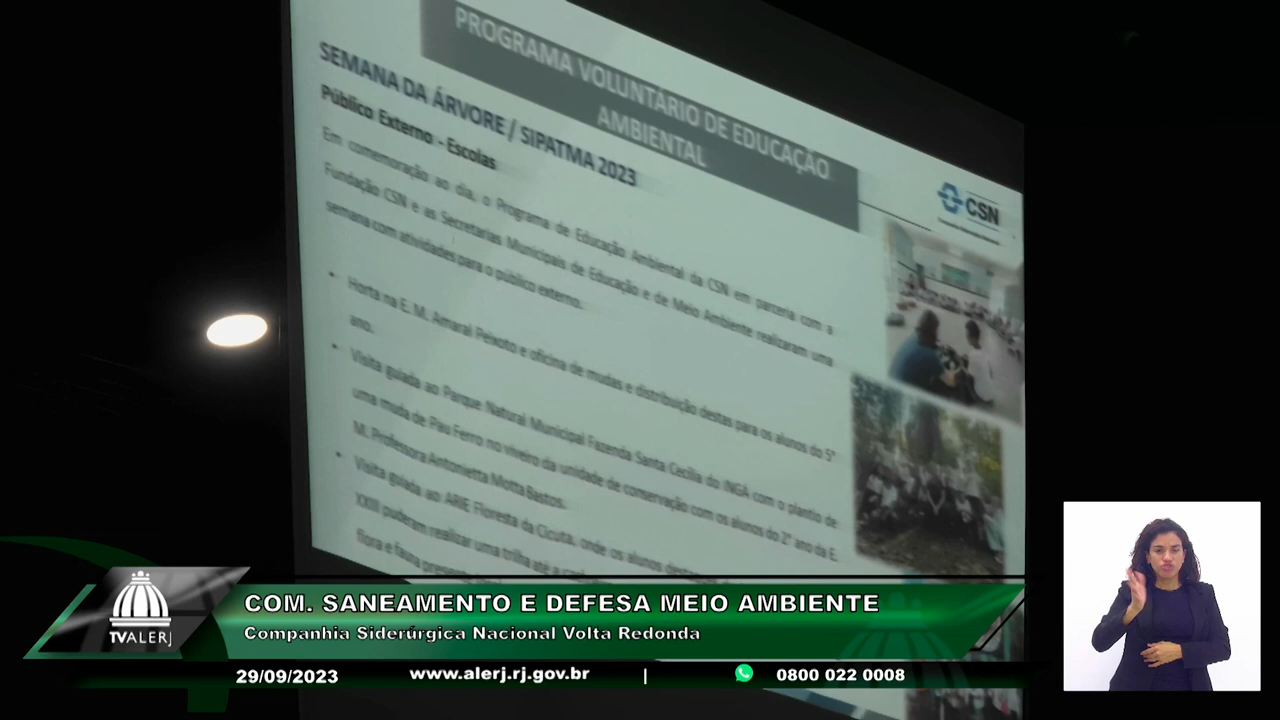 PROGRAMA VOLUNTÁRIO DE EDUCAÇÃO
AMBIENTAL
SEMANA DA ÁRVORE / SIPATMA 2023
Público Externo - Escolas
CSN
Em comemoração ao dia, o Programa de Educação Ambiental da CSN em parceria com a
Fundação CSN e as Secretarias Municipais de Educação e de Meio Ambiente realizaram uma
semana com atividades para o público externo.
• Horta na E. M. Amaral Peixoto e oficina de mudas e distribuição destas para os alunos do 5°
ano.
• Visita guiada ao Parque Natural Municipal Fazenda Santa Cecília do INGÁ com o plantio de
uma muda de Pau Ferro no viveiro da unidade de conservação com os alunos do 2° ano da E.
M. Professora Antonietta Motta Bastos.
• Visita guiada ao ARIE Floresta da Cicuta, onde os alunos
XXIII puderam realizar uma trilha até a
flora e fauna
TVALERJ
COM. SANEAMENTO E DEFESA MEIO AMBIENTE
Companhia Siderúrgica Nacional Volta Redonda
29/09/2023 www.alerj.rj.gov.br | 0800 022 0008